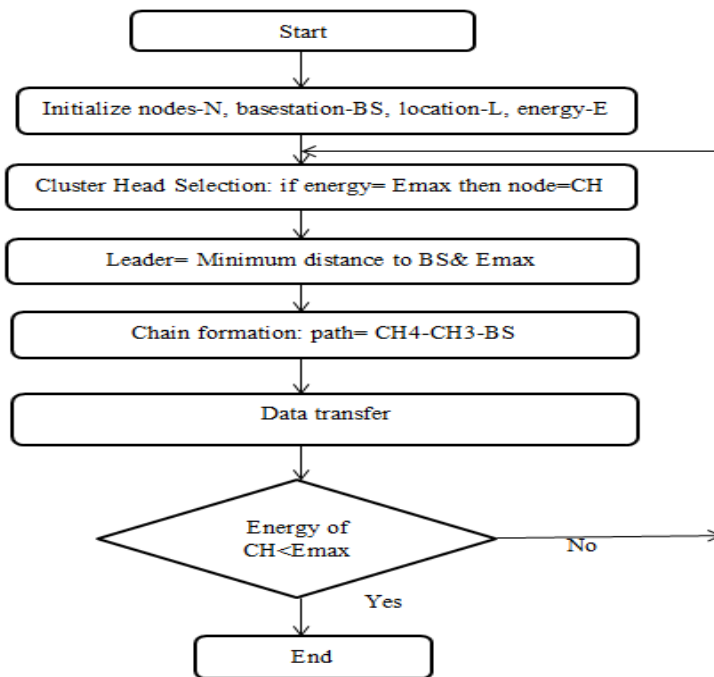 Start
Initialize nodes-N, basestation-BS, location-L, energy-E
Cluster Head Selection: if energy= Emax then node=CH
Leader= Minimum distance to BS& Emax
Chain formation: path= CH4-CH3-BS
Data transfer
Energy of
CH<Emax
No
Yes
End